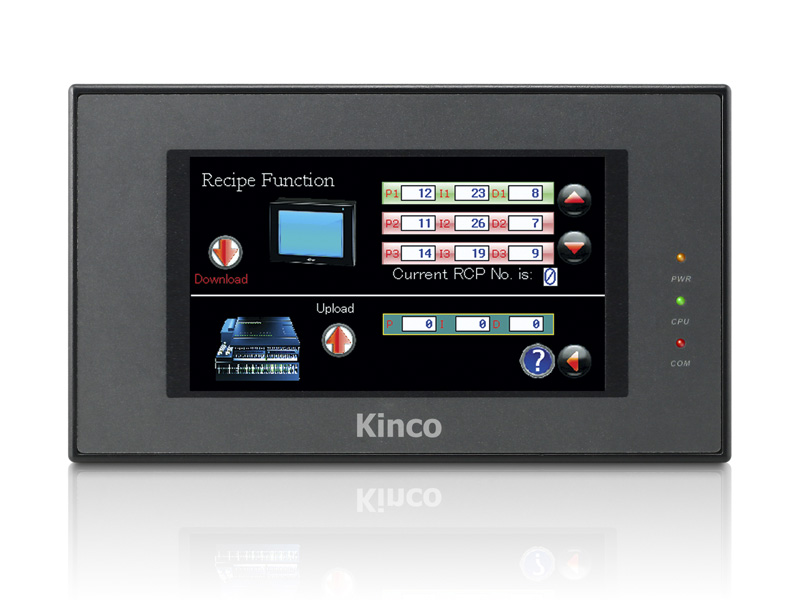 Recipe Function
P1 12 I1 23 D1 8
P2 11 I2 26 D2 7
P3 14 I3 19 D3 9
Download
Current RCP No. is: 0
Upload
P 0 I 0 D 0
?
PWR
CPU
COM
Kinco